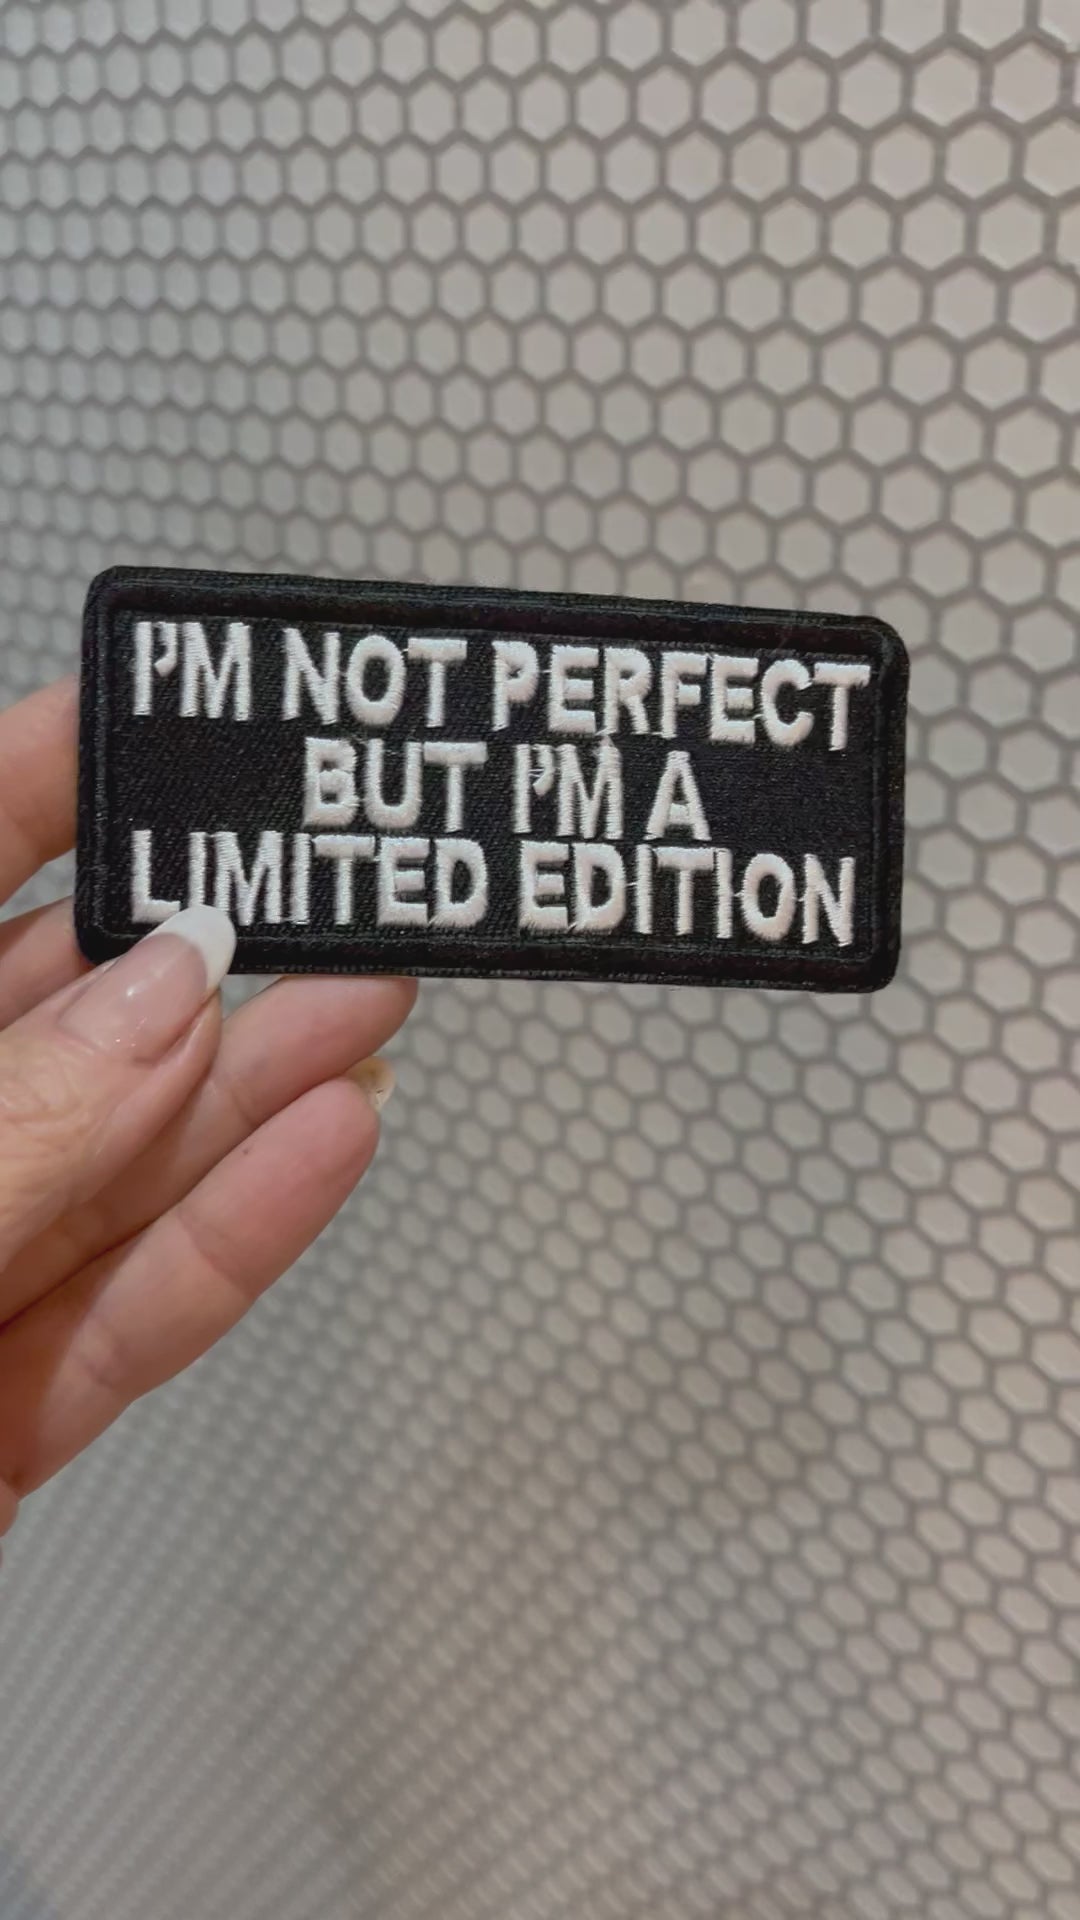 I'M NOT PERFECT
BUT I'M A
LIMITED EDITION